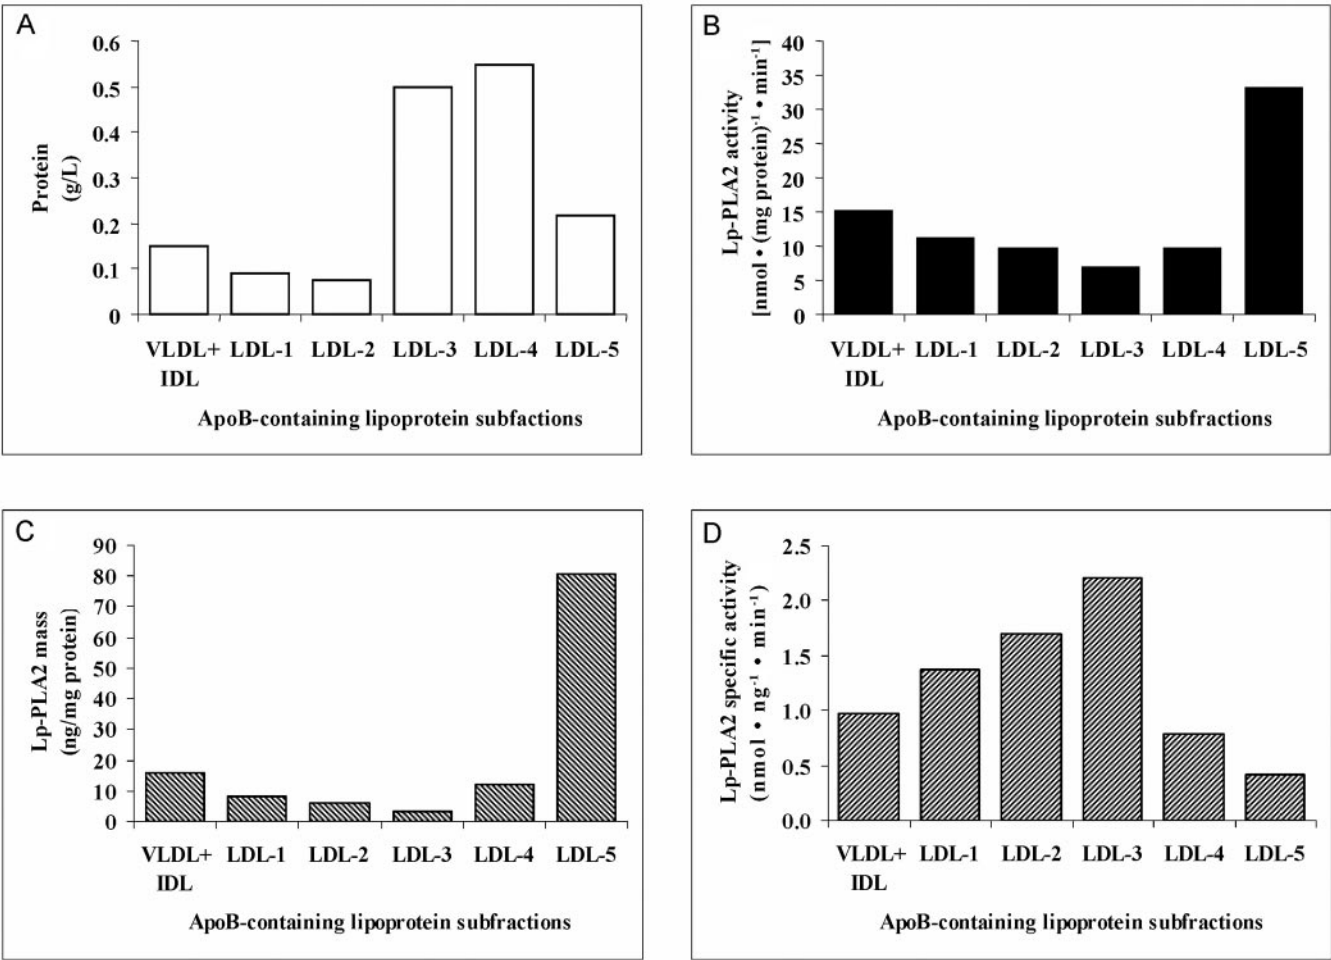 A
0.6
0.5
0.4
0.3
0.2
0.1
0
Protein
(g/L)
VLDL+ LDL-1 LDL-2 LDL-3 LDL-4 LDL-5
IDL
ApoB-containing lipoprotein subfactions
B
40
35
30
25
20
15
10
5
0
Lp-PLA2 activity
[nmol • (mg protein)⁻¹ • min⁻¹]
VLDL+ LDL-1 LDL-2 LDL-3 LDL-4 LDL-5
IDL
ApoB-containing lipoprotein subfractions
C
90
80
70
60
50
40
30
20
10
0
Lp-PLA2 mass
(ng/mg protein)
VLDL+ LDL-1 LDL-2 LDL-3 LDL-4 LDL-5
IDL
ApoB-containing lipoprotein subfractions
D
2.5
2.0
1.5
1.0
0.5
0.0
Lp-PLA2 specific activity
(nmol • ng⁻¹ • min⁻¹)
VLDL+ LDL-1 LDL-2 LDL-3 LDL-4 LDL-5
IDL
ApoB-containing lipoprotein subfractions